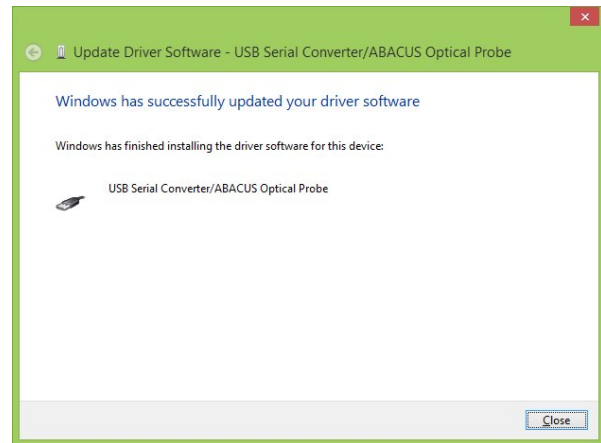 Update Driver Software - USB Serial Converter/ABACUS Optical Probe
Windows has successfully updated your driver software
Windows has finished installing the driver software for this device:
USB Serial Converter/ABACUS Optical Probe
Close